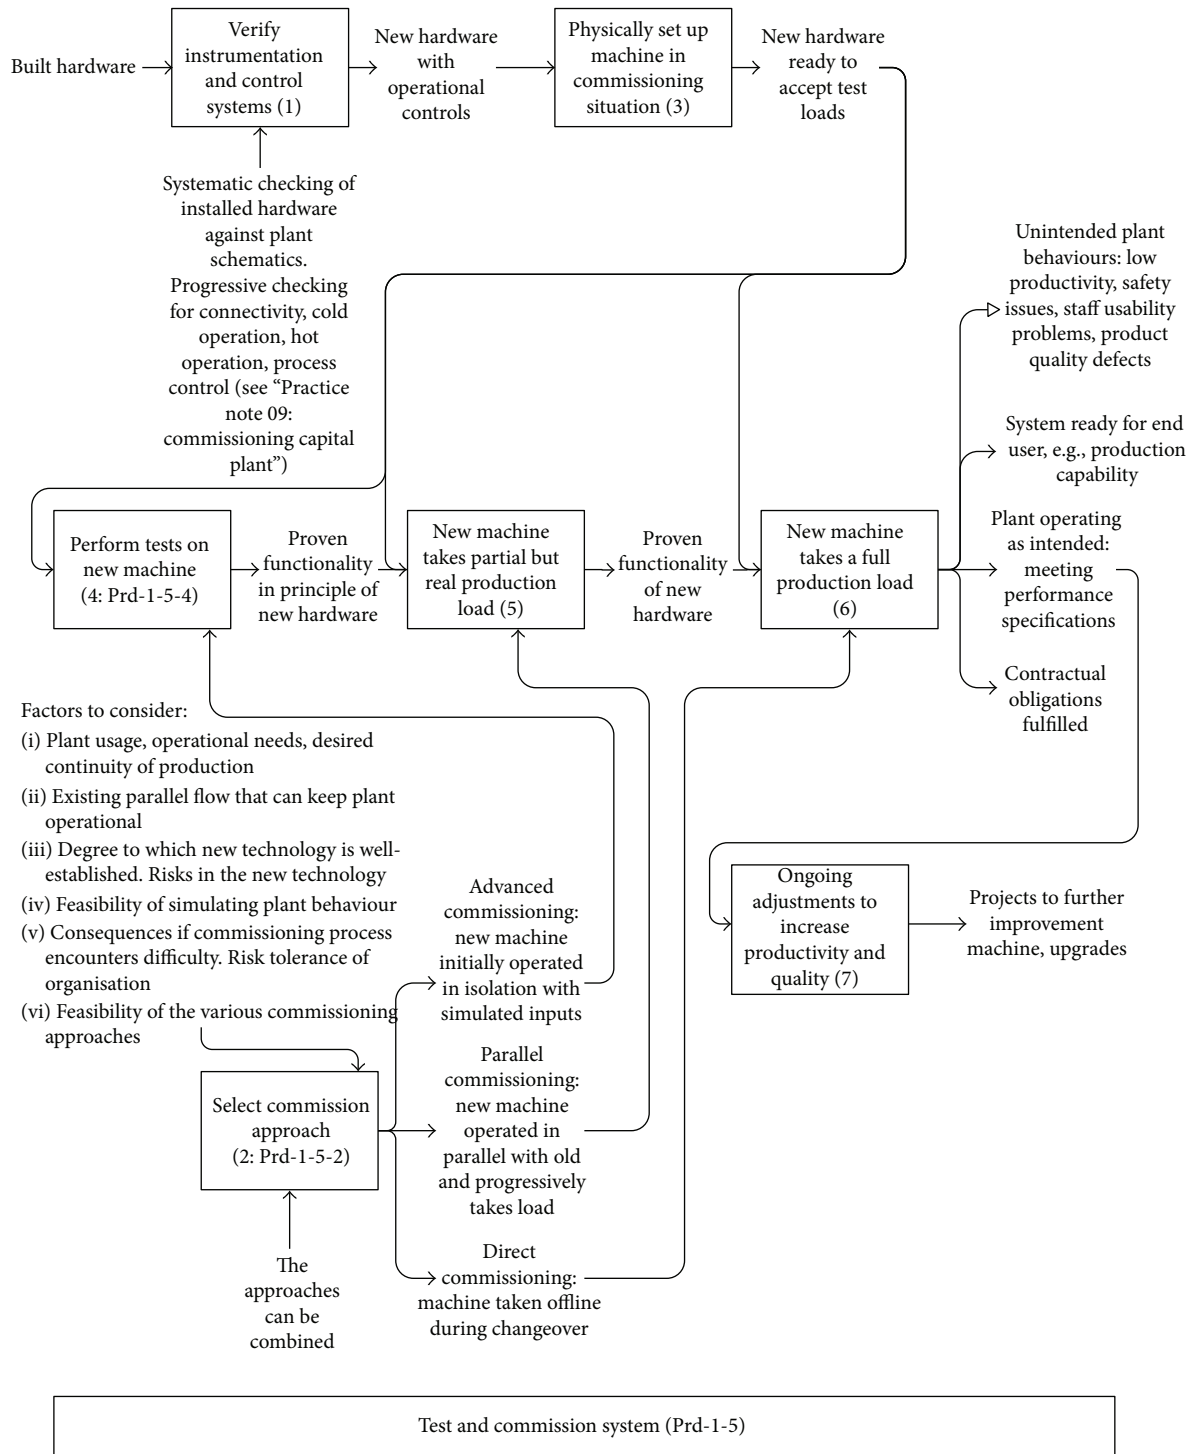 Built hardware
Verify
instrumentation
and control
systems (1)
New hardware
with
operational
controls
Physically set up
machine in
commissioning
situation (3)
New hardware
ready to
accept test
loads
Systematic checking of
installed hardware
against plant
schematics.
Progressive checking
for connectivity, cold
operation, hot
operation, process
control (see “Practice
note 09:
commissioning capital
plant”)
Unintended plant
behaviours: low
productivity, safety
issues, staff usability
problems, product
quality defects
System ready for end
user, e.g., production
capability
Perform tests on
new machine
(4: Prd-1-5-4)
Proven
functionality
in principle of
new hardware
New machine
takes partial but
real production
load (5)
Proven
functionality
of new
hardware
New machine
takes a full
production load
(6)
Plant operating
as intended:
meeting
performance
specifications
Contractual
obligations
fulfilled
Factors to consider:
(i) Plant usage, operational needs, desired
continuity of production
(ii) Existing parallel flow that can keep plant
operational
(iii) Degree to which new technology is well-
established. Risks in the new technology
(iv) Feasibility of simulating plant behaviour
(v) Consequences if commissioning process
encounters difficulty. Risk tolerance of
organisation
(vi) Feasibility of the various commissioning
approaches
Advanced
commissioning:
new machine
initially operated
in isolation with
simulated inputs
Ongoing
adjustments to
increase
productivity and
quality (7)
Projects to further
improvement
machine, upgrades
Select commission
approach
(2: Prd-1-5-2)
Parallel
commissioning:
new machine
operated in
parallel with old
and progressively
takes load
The
approaches
can be
combined
Direct
commissioning:
machine taken offline
during changeover
Test and commission system (Prd-1-5)